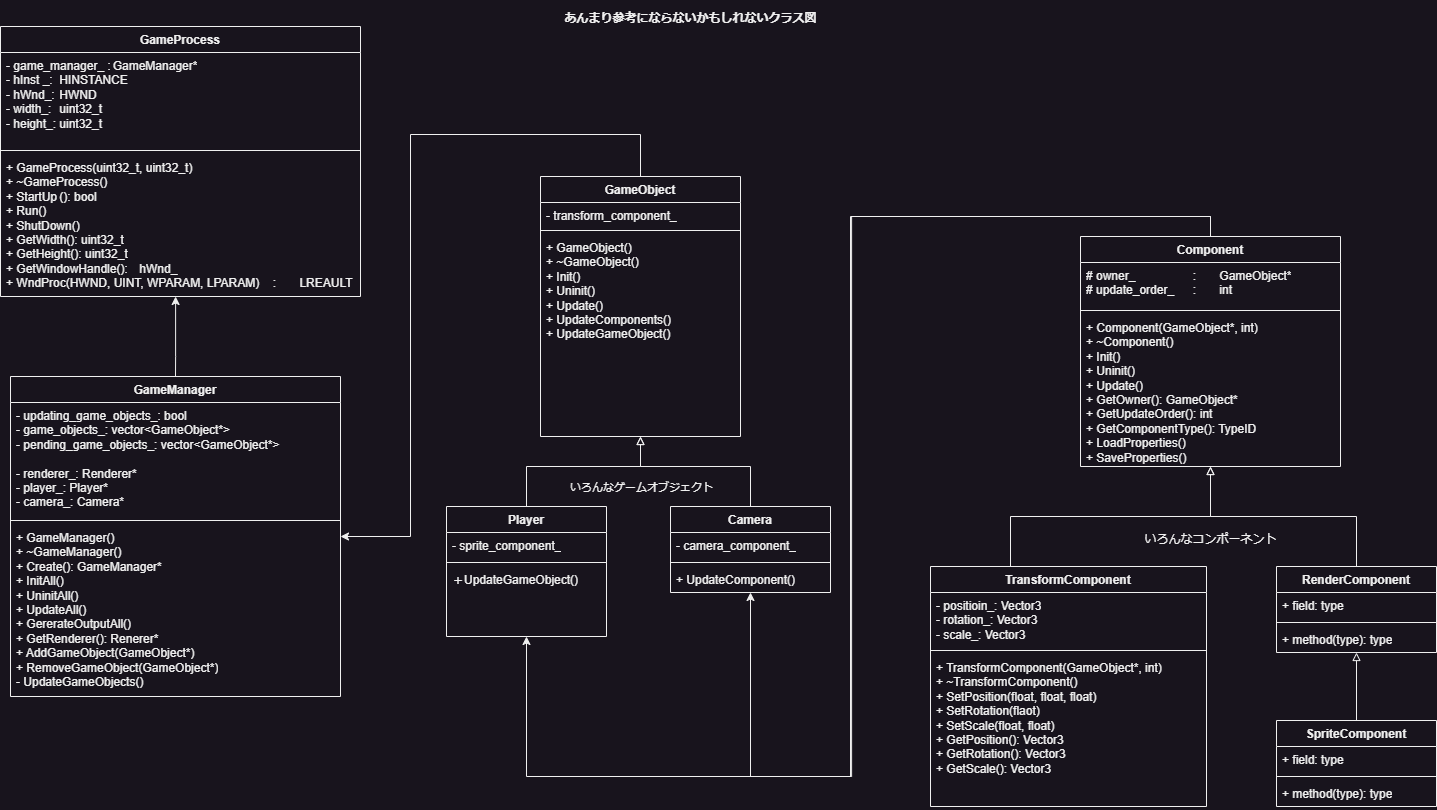 あんまり参考にならないかもしれないクラス図
GameProcess
- game_manager_ : GameManager*
- hInst _: HINSTANCE
- hWnd_: HWND
- width_: uint32_t
- height_: uint32_t
+ GameProcess(uint32_t, uint32_t)
+ ~GameProcess()
+ StartUp (): bool
+ Run()
+ ShutDown()
+ GetWidth(): uint32_t
+ GetHeight(): uint32_t
+ GetWindowHandle(): hWnd_
+ WndProc(HWND, UINT, WPARAM, LPARAM) : LREAULT
GameManager
- updating_game_objects_: bool
- game_objects_: vector<GameObject*>
- pending_game_objects_: vector<GameObject*>
- renderer_: Renderer*
- player_: Player*
- camera_: Camera*
+ GameManager()
+ ~GameManager()
+ Create(): GameManager*
+ InitAll()
+ UninitAll()
+ UpdateAll()
+ GererateOutputAll()
+ GetRenderer(): Renerer*
+ AddGameObject(GameObject*)
+ RemoveGameObject(GameObject*)
- UpdateGameObjects()
GameObject
- transform_component_
+ GameObject()
+ ~GameObject()
+ Init()
+ Uninit()
+ Update()
+ UpdateComponents()
+ UpdateGameObject()
いろんなゲームオブジェクト
Player
- sprite_component_
＋UpdateGameObject()
Camera
- camera_component_
+ UpdateComponent()
Component
# owner_ : GameObject*
# update_order_ : int
+ Component(GameObject*, int)
+ ~Component()
+ Init()
+ Uninit()
+ Update()
+ GetOwner(): GameObject*
+ GetUpdateOrder(): int
+ GetComponentType(): TypeID
+ LoadProperties()
+ SaveProperties()
いろんなコンポーネント
TransformComponent
- positioin_: Vector3
- rotation_: Vector3
- scale_: Vector3
+ TransformComponent(GameObject*, int)
+ ~TransformComponent()
+ SetPosition(float, float, float)
+ SetRotation(flaot)
+ SetScale(float, float)
+ GetPosition(): Vector3
+ GetRotation(): Vector3
+ GetScale(): Vector3
RenderComponent
+ field: type
+ method(type): type
SpriteComponent
+ field: type
+ method(type): type